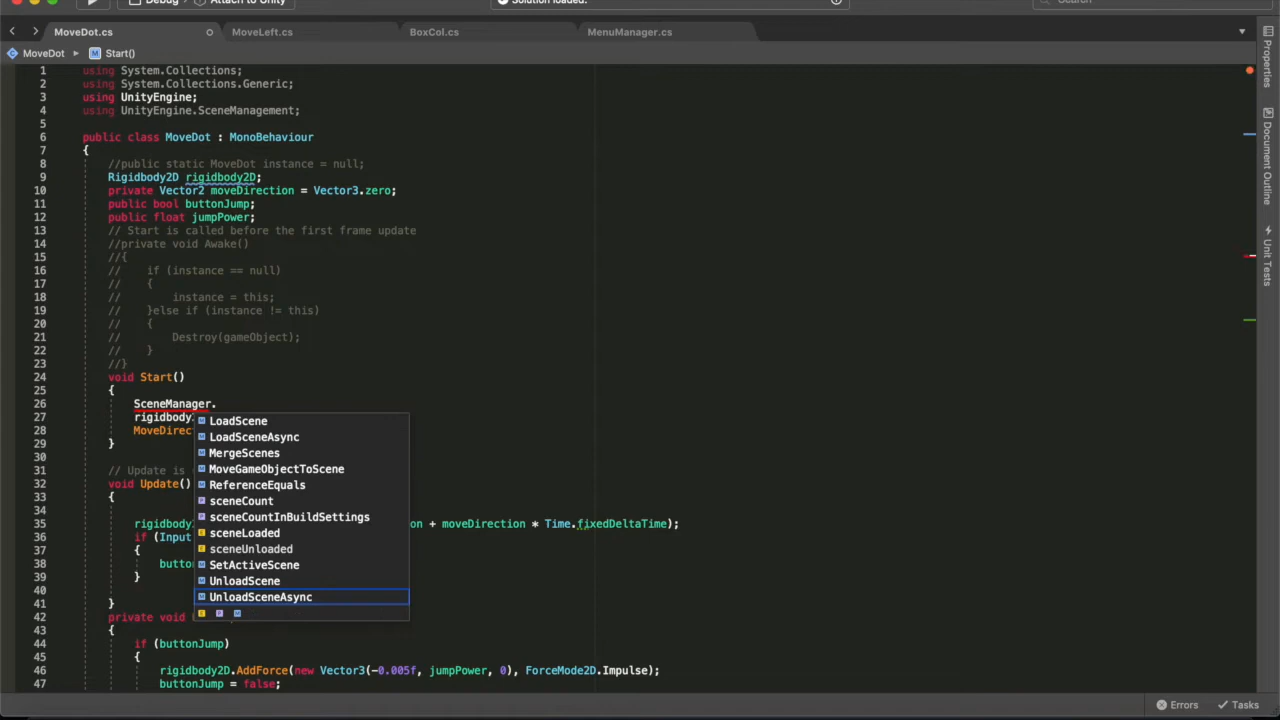 Debug
Attach to Unity
Solution loaded.
Search
MoveDot.cs
MoveLeft.cs
BoxCol.cs
MenuManager.cs
MoveDot
Start()
1 using System.Collections;
2 using System.Collections.Generic;
3 using UnityEngine;
4 using UnityEngine.SceneManagement;
5
6 public class MoveDot : MonoBehaviour
7 {
8 //public static MoveDot instance = null;
9 Rigidbody2D rigidbody2D;
10 private Vector2 moveDirection = Vector3.zero;
11 public bool buttonJump;
12 public float jumpPower;
13 // Start is called before the first frame update
14 //private void Awake()
15 //{
16 // if (instance == null)
17 // {
18 // instance = this;
19 // }else if (instance != this)
20 // {
21 // Destroy(gameObject);
22 // }
23 //}
24 void Start()
25 {
26 SceneManager.
27 rigidbody
28 MoveDirec
29 }
30
31 // Update is
32 void Update()
33 {
34
35 rigidbody on + moveDirection * Time.fixedDeltaTime);
36 if (Input
37 {
38 butto
39 }
40
41 }
42 private void
43 {
44 if (buttonJump)
45 {
46 rigidbody2D.AddForce(new Vector3(-0.005f, jumpPower, 0), ForceMode2D.Impulse);
47 buttonJump = false;
LoadScene
LoadSceneAsync
MergeScenes
MoveGameObjectToScene
ReferenceEquals
sceneCount
sceneCountInBuildSettings
sceneLoaded
sceneUnloaded
SetActiveScene
UnloadScene
UnloadSceneAsync
E P M
Properties
Document Outline
Unit Tests
Errors
Tasks